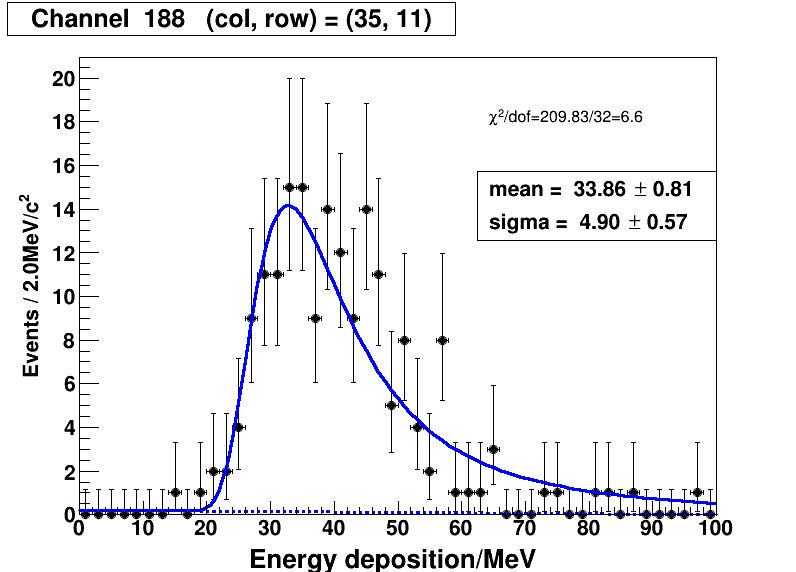 Channel 188 (col, row) = (35, 11)
χ²/dof=209.83/32=6.6
mean = 33.86 ± 0.81
sigma = 4.90 ± 0.57
Events / 2.0MeV/c²
20
18
16
14
12
10
8
6
4
2
0
0 10 20 30 40 50 60 70 80 90 100
Energy deposition/MeV